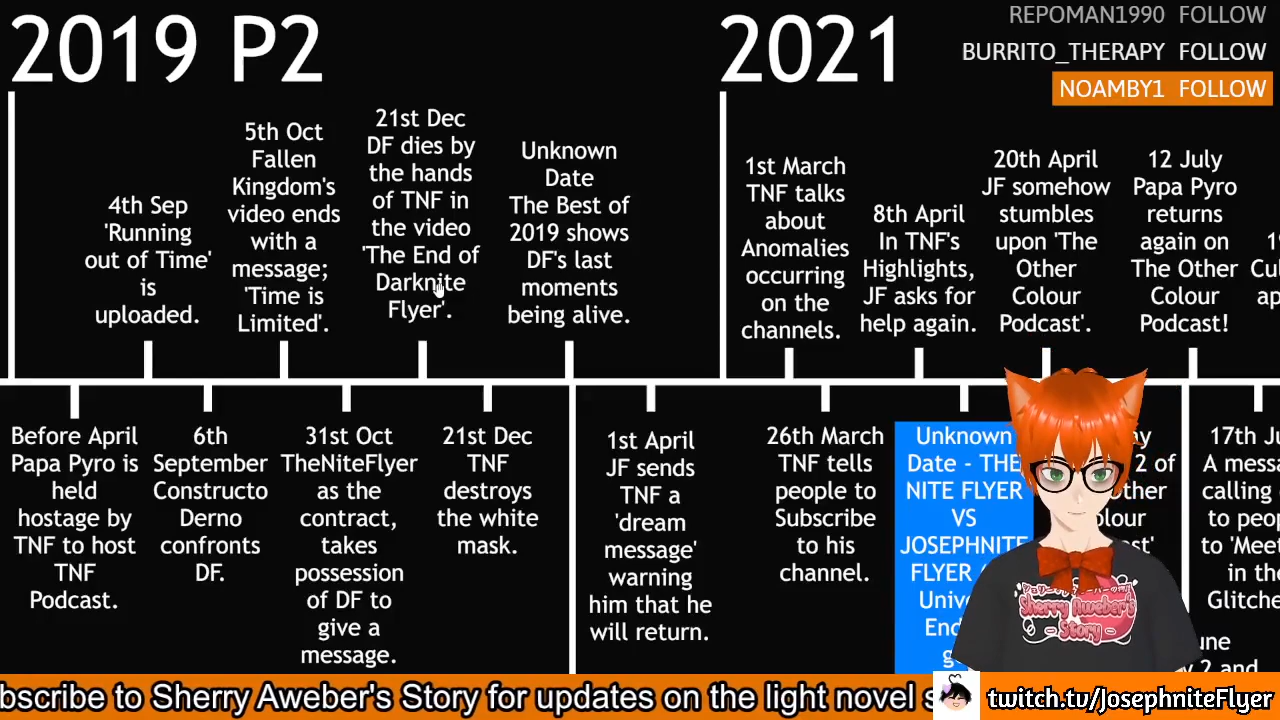 2019 P2
2021
REPOMAN1990 FOLLOW
BURRITO_THERAPY FOLLOW
NOAMBY1 FOLLOW
4th Sep
'Running
out of Time'
is
uploaded.
5th Oct
Fallen
Kingdom's
video ends
with a
message;
'Time is
Limited'.
21st Dec
DF dies by
the hands
of TNF in
the video
'The End of
Darknite
Flyer'.
Unknown
Date
The Best of
2019 shows
DF's last
moments
being alive.
1st March
TNF talks
about
Anomalies
occurring
on the
channels.
8th April
In TNF's
Highlights,
JF asks for
help again.
20th April
JF somehow
stumbles
upon 'The
Other
Colour
Podcast'.
12 July
Papa Pyro
returns
again on
The Other
Colour
Podcast!
Before April
Papa Pyro is
held
hostage by
TNF to host
TNF
Podcast.
6th
September
Constructo
Derno
confronts
DF.
31st Oct
TheNiteFlyer
as the
contract,
takes
possession
of DF to
give a
message.
21st Dec
TNF
destroys
the white
mask.
1st April
JF sends
TNF a
'dream
message'
warning
him that he
will return.
26th March
TNF tells
people to
Subscribe
to his
channel.
Unknown
Date - THE
NITE FLYER
VS
JOSEPHNITE
FLYER
2 of
17th
A messa
calling
to peop
to 'Meet
in the
Glitche
2 and
Sherry Aweber's
- Story -
bscribe to Sherry Aweber's Story for updates on the light novel s
twitch.tv/JosephniteFlyer